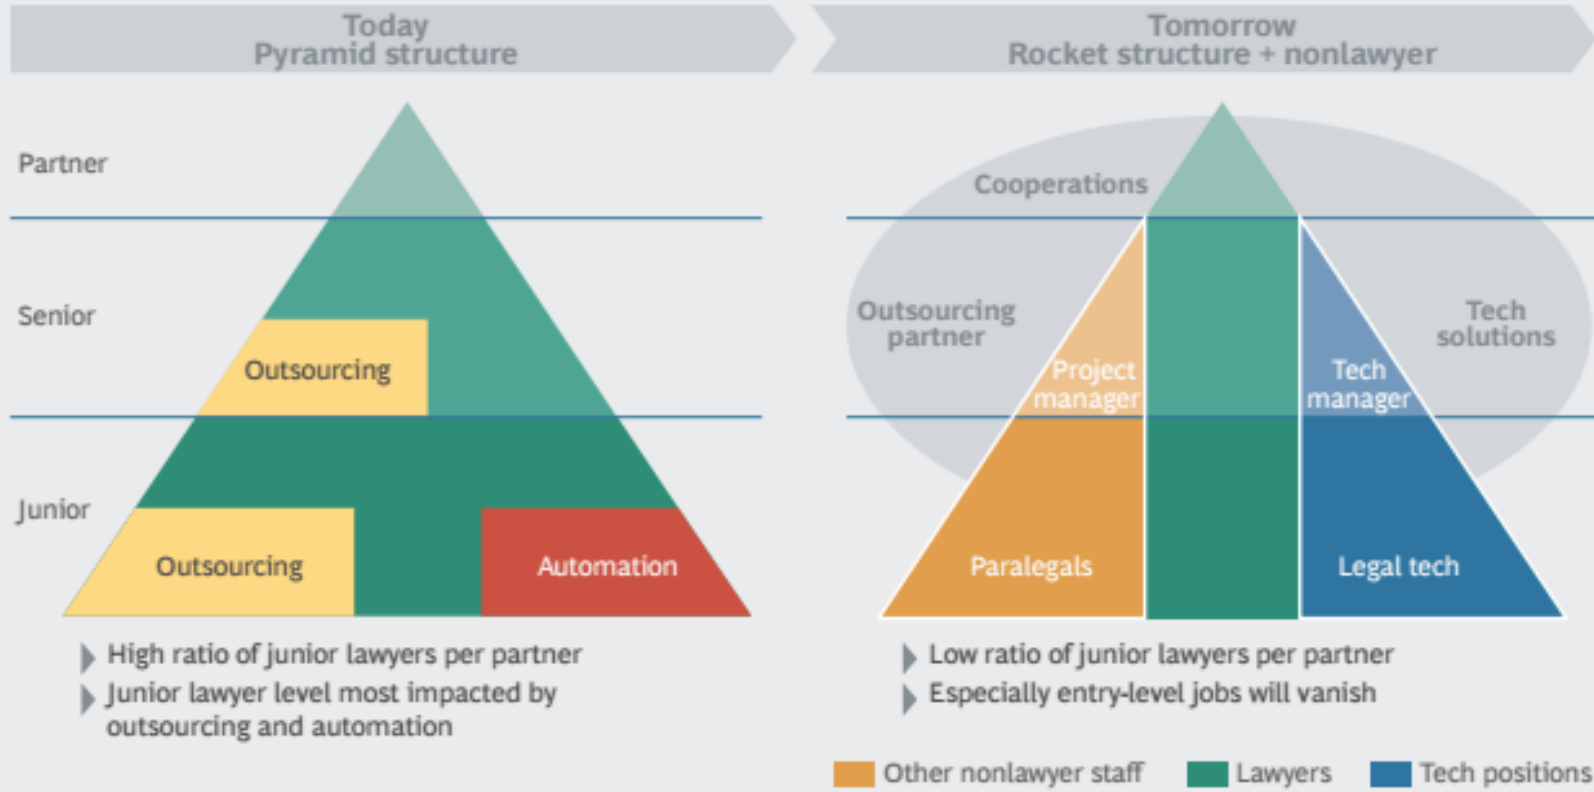 Today
Pyramid structure
Tomorrow
Rocket structure + nonlawyer
Partner
Senior
Junior
Outsourcing
Outsourcing
Automation
Cooperations
Outsourcing
partner
Tech
solutions
Project
manager
Tech
manager
Paralegals
Legal tech
High ratio of junior lawyers per partner
Junior lawyer level most impacted by
outsourcing and automation
Low ratio of junior lawyers per partner
Especially entry-level jobs will vanish
Other nonlawyer staff
Lawyers
Tech positions